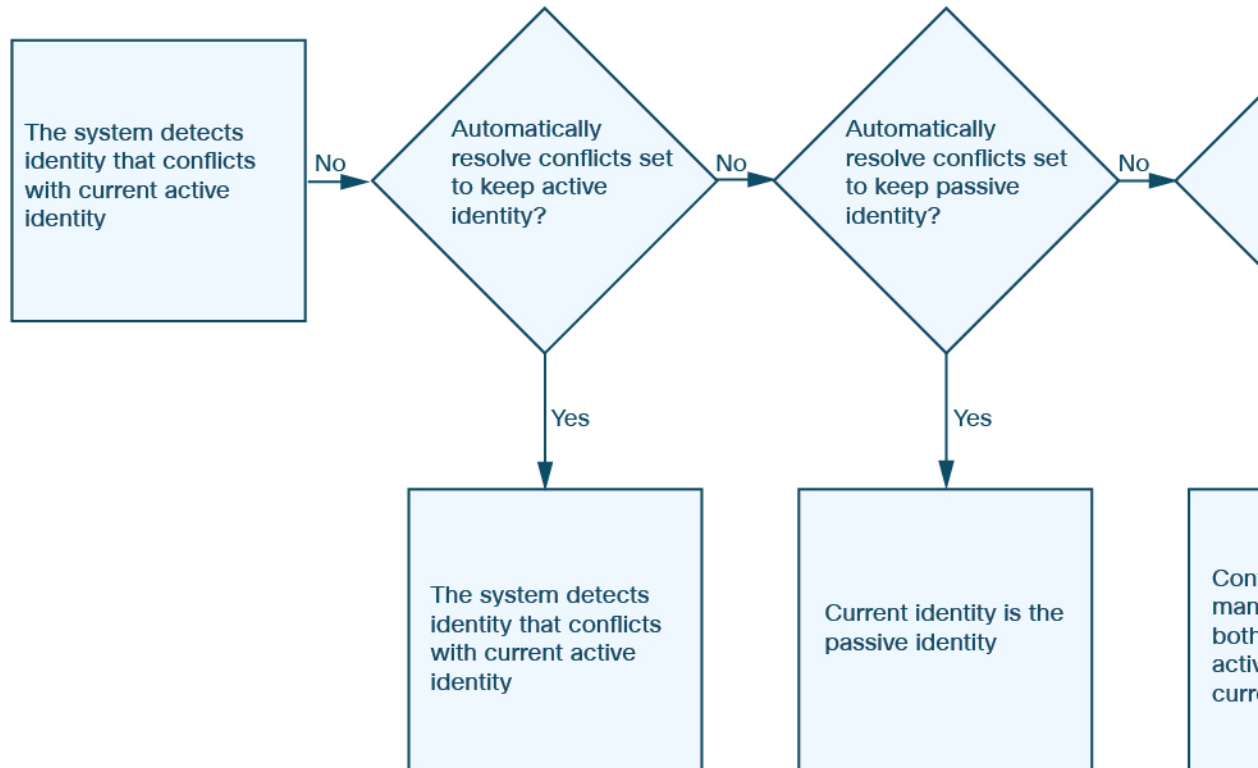 The system detects
identity that conflicts
with current active
identity
No
Automatically
resolve conflicts set
to keep active
identity?
No
Automatically
resolve conflicts set
to keep passive
identity?
No
Yes
Yes
The system detects
identity that conflicts
with current active
identity
Current identity is the
passive identity
both